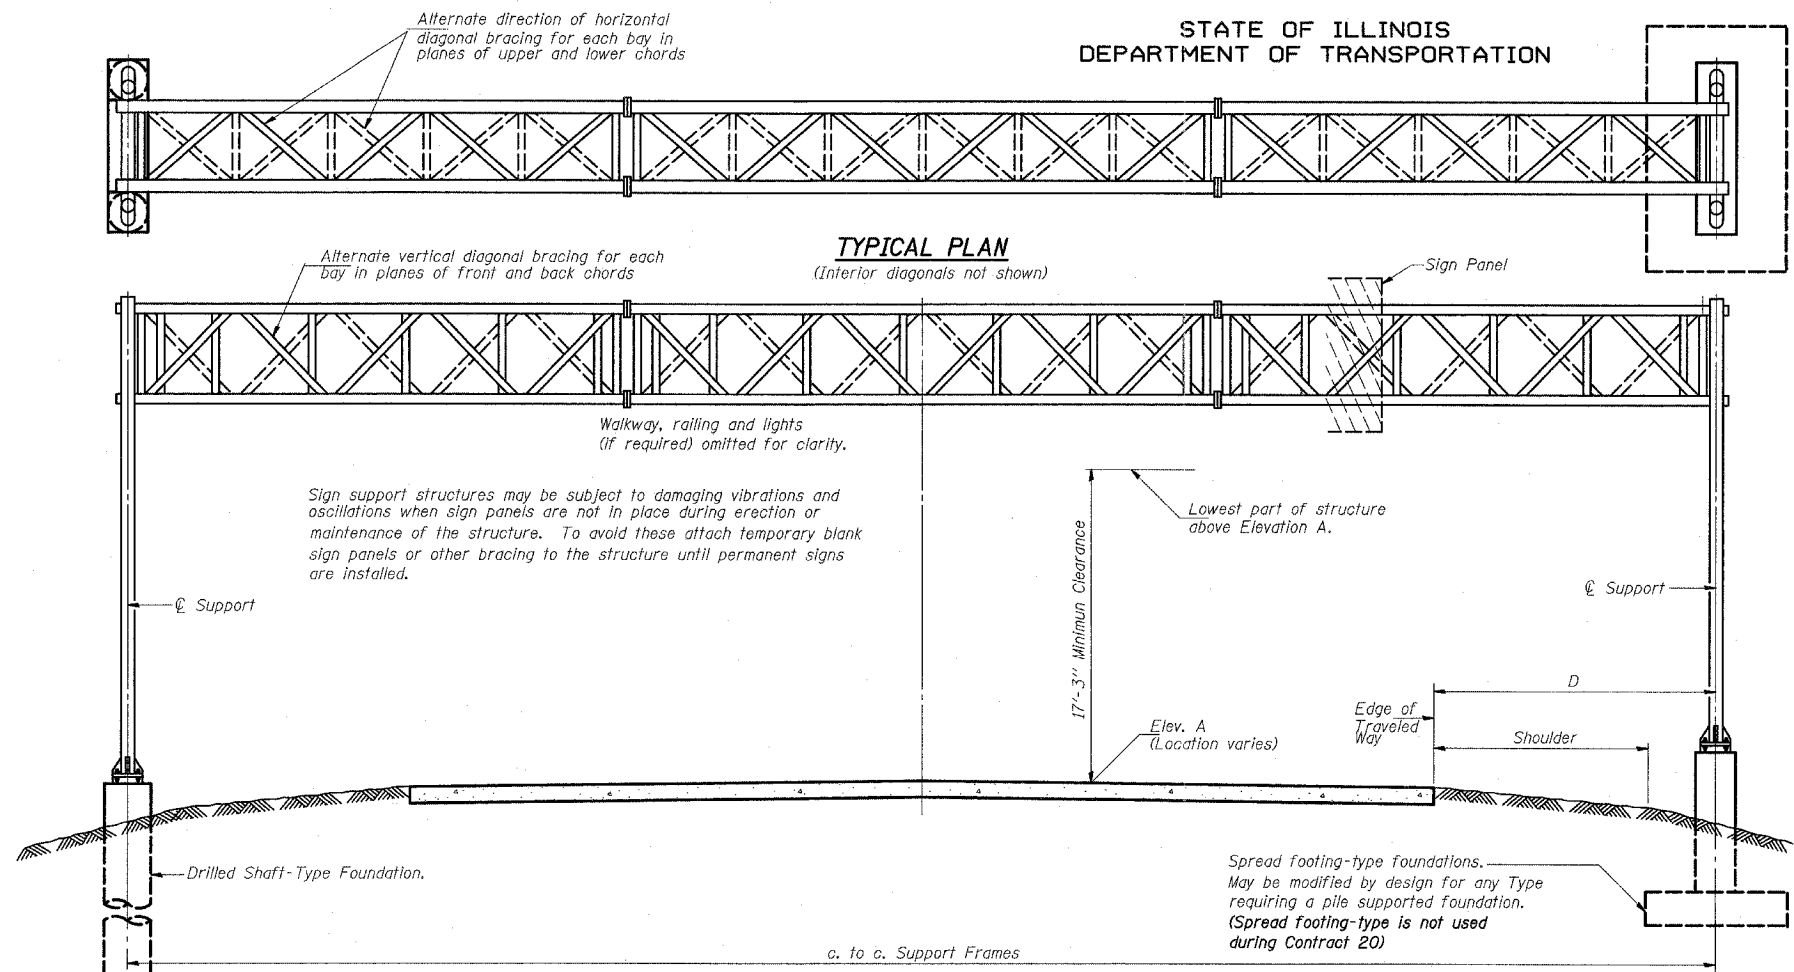 Alternate direction of horizontal
diagonal bracing for each bay in
planes of upper and lower chords
STATE OF ILLINOIS
DEPARTMENT OF TRANSPORTATION
TYPICAL PLAN
(Interior diagonals not shown)
Alternate vertical diagonal bracing for each
bay in planes of front and back chords
Sign Panel
Walkway, railing and lights
(if required) omitted for clarity.
Sign support structures may be subject to damaging vibrations and
oscillations when sign panels are not in place during erection or
maintenance of the structure. To avoid these attach temporary blank
sign panels or other bracing to the structure until permanent signs
are installed.
Lowest part of structure
above Elevation A.
17'-3" Minimun Clearance
℄ Support
℄ Support
D
Edge of
Traveled
Way
Shoulder
Elev. A
(Location varies)
Drilled Shaft-Type Foundation.
Spread footing-type foundations.
May be modified by design for any Type
requiring a pile supported foundation.
(Spread footing-type is not used
during Contract 20)
c. to c. Support Frames